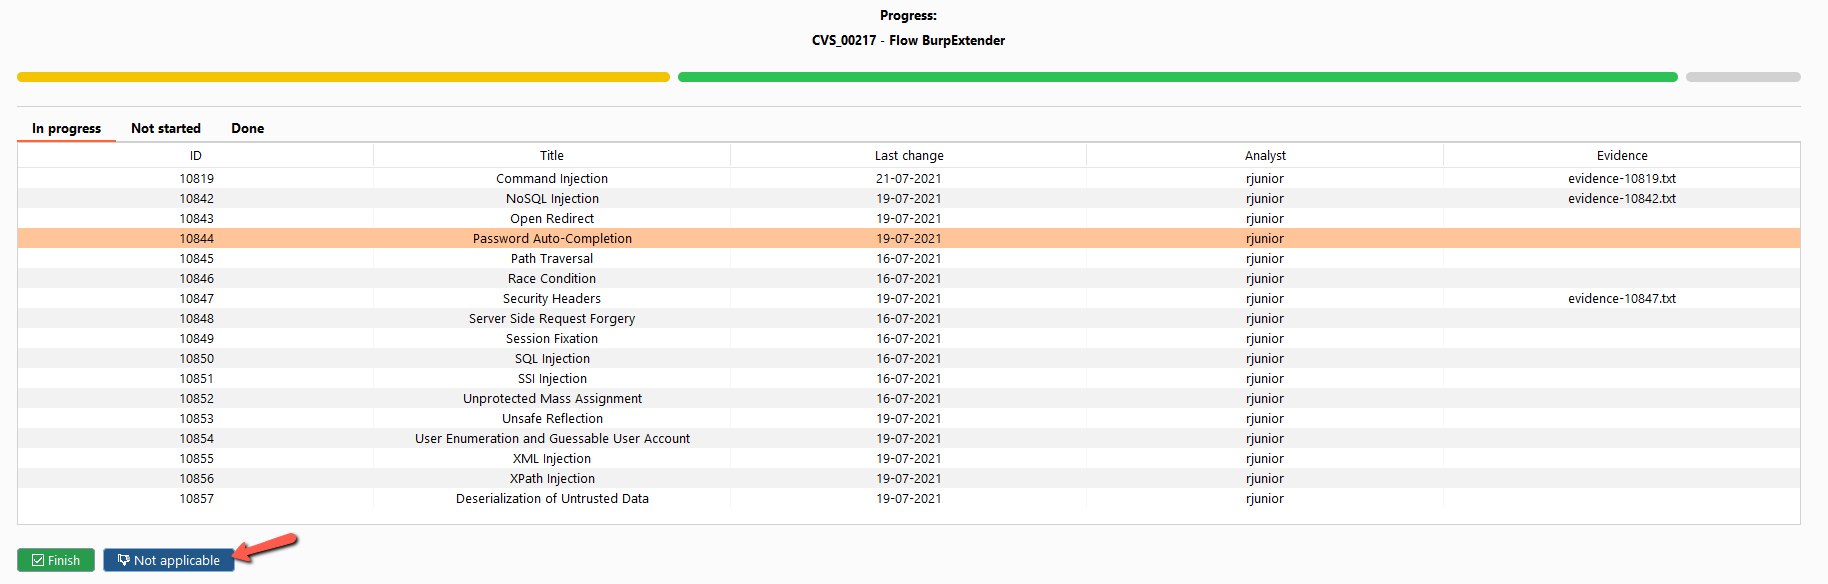 Progress:
CVS_00217 - Flow BurpExtender
In progress Not started Done
ID Title Last change Analyst Evidence
10819 Command Injection 21-07-2021 rjunior evidence-10819.txt
10842 NoSQL Injection 19-07-2021 rjunior evidence-10842.txt
10843 Open Redirect 19-07-2021 rjunior
10844 Password Auto-Completion 19-07-2021 rjunior
10845 Path Traversal 16-07-2021 rjunior
10846 Race Condition 16-07-2021 rjunior
10847 Security Headers 19-07-2021 rjunior evidence-10847.txt
10848 Server Side Request Forgery 16-07-2021 rjunior
10849 Session Fixation 16-07-2021 rjunior
10850 SQL Injection 16-07-2021 rjunior
10851 SSI Injection 16-07-2021 rjunior
10852 Unprotected Mass Assignment 16-07-2021 rjunior
10853 Unsafe Reflection 19-07-2021 rjunior
10854 User Enumeration and Guessable User Account 19-07-2021 rjunior
10855 XML Injection 19-07-2021 rjunior
10856 XPath Injection 19-07-2021 rjunior
10857 Deserialization of Untrusted Data 19-07-2021 rjunior
Finish Not applicable